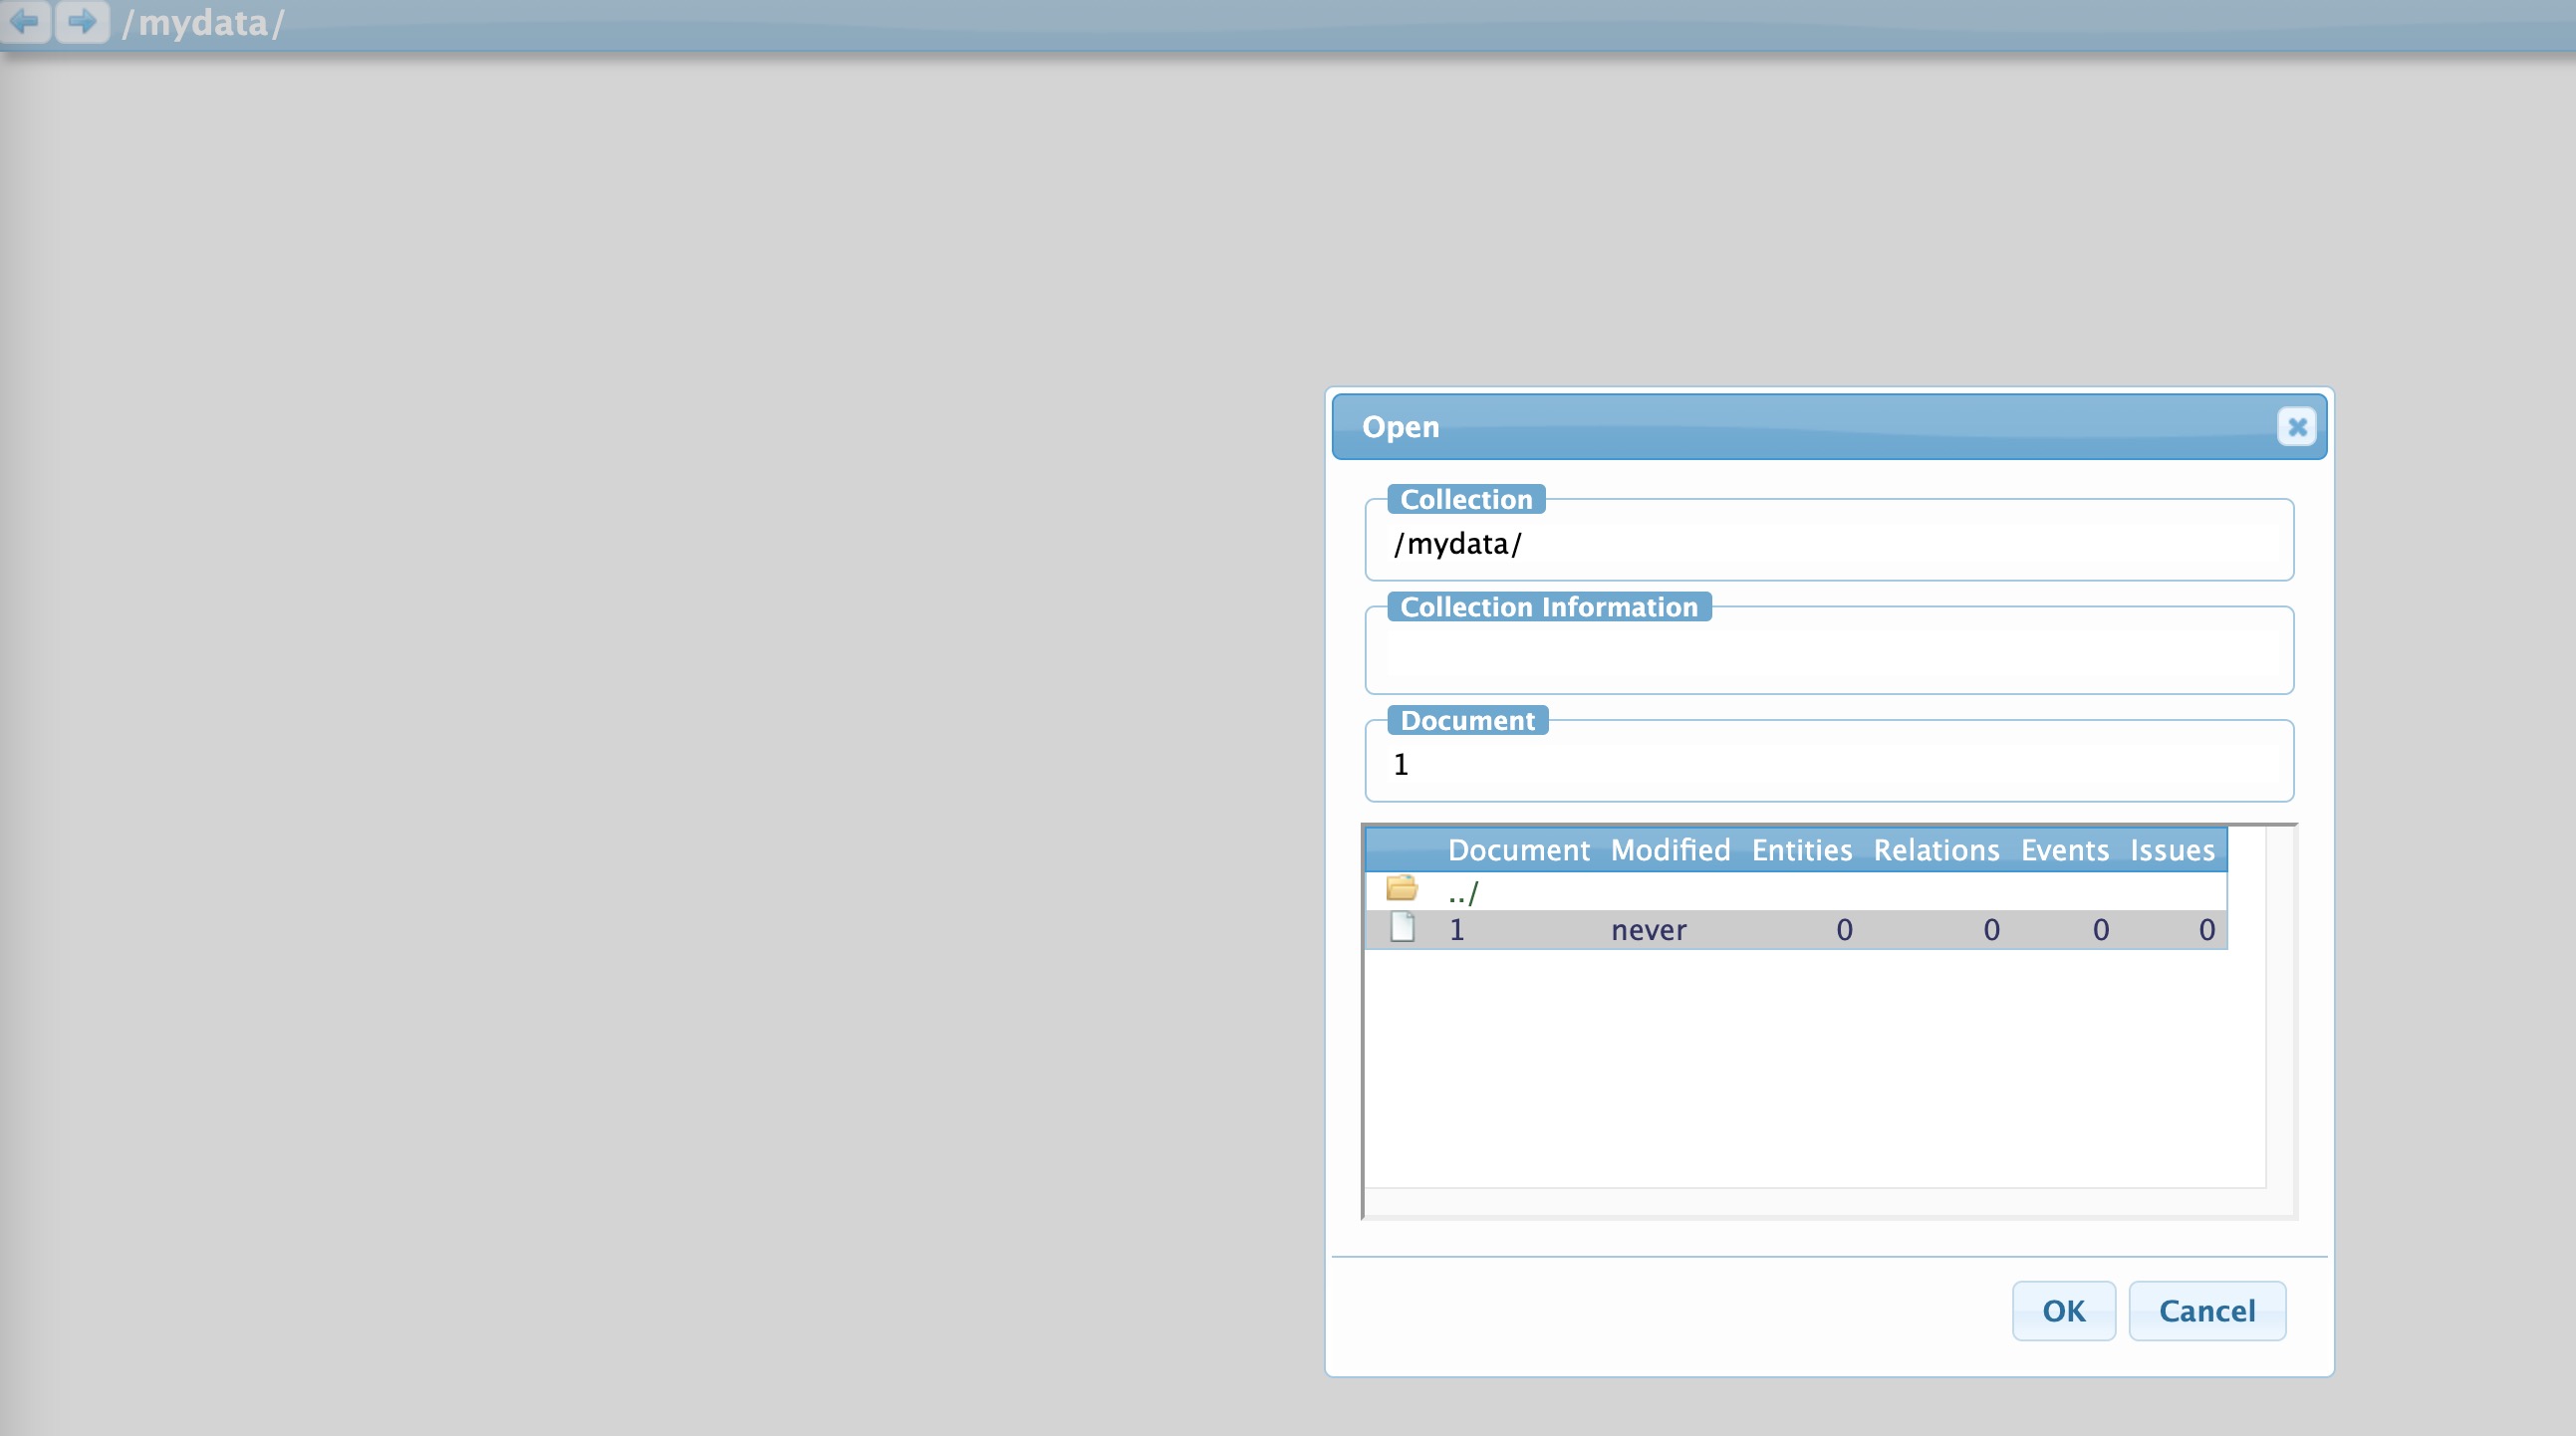 /mydata/
Open
Collection
/mydata/
Collection Information
Document
1
Document Modified Entities Relations Events Issues
../
1 never 0 0 0 0
OK Cancel